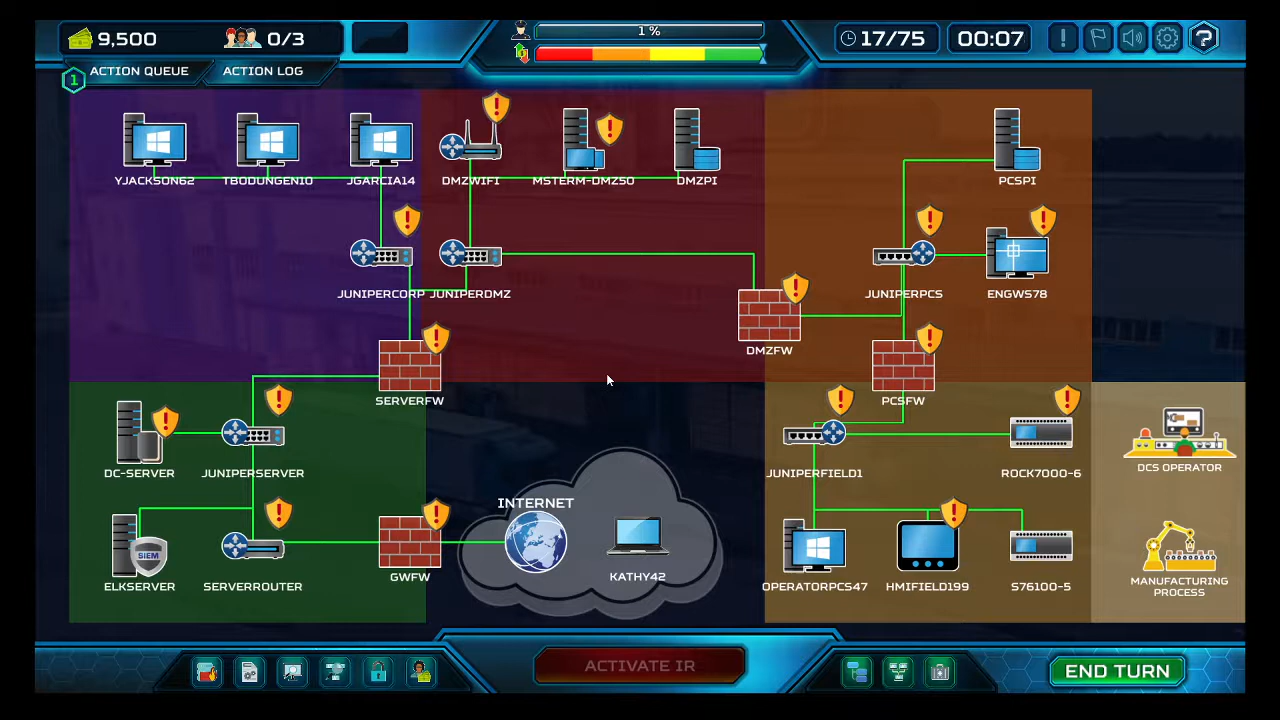 9,500
0/3
1 %
17/75
00:07
1
ACTION QUEUE
ACTION LOG
YJACKSON62
TBODUNGEN10
JGARCIA14
DMZWIFI
MSTERM-DMZ50
DMZPI
PCSPI
JUNIPERCORP
JUNIPERDMZ
JUNIPERPCS
ENGWS78
DMZFW
SERVERFW
PCSFW
DC-SERVER
JUNIPERSERVER
JUNIPERFIELD1
ROCK7000-6
DCS OPERATOR
INTERNET
SIEM
ELKSERVER
SERVERROUTER
GWFW
KATHY42
OPERATORPCS47
HMIFIELD199
S76100-5
MANUFACTURING
PROCESS
ACTIVATE IR
END TURN